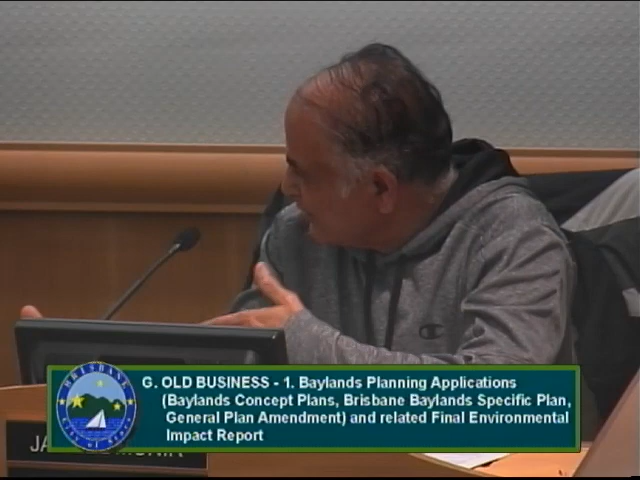 G. OLD BUSINESS - 1. Baylands Planning Applications
(Baylands Concept Plans, Brisbane Baylands Specific Plan,
General Plan Amendment) and related Final Environmental
Impact Report
BRISBANE